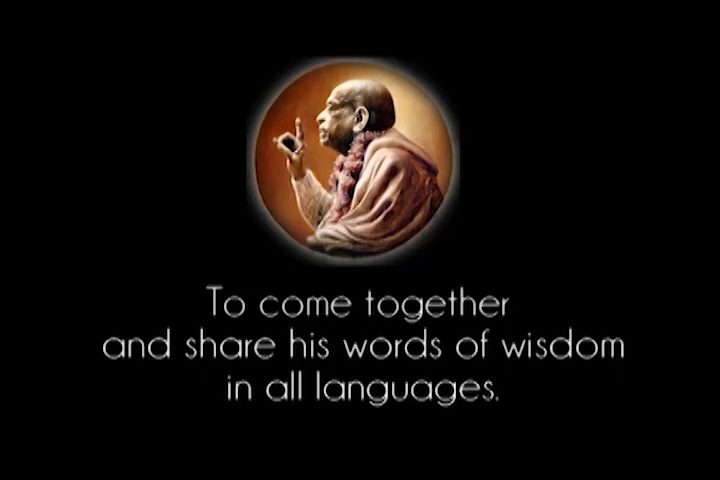 To come together
and share his words of wisdom
in all languages.